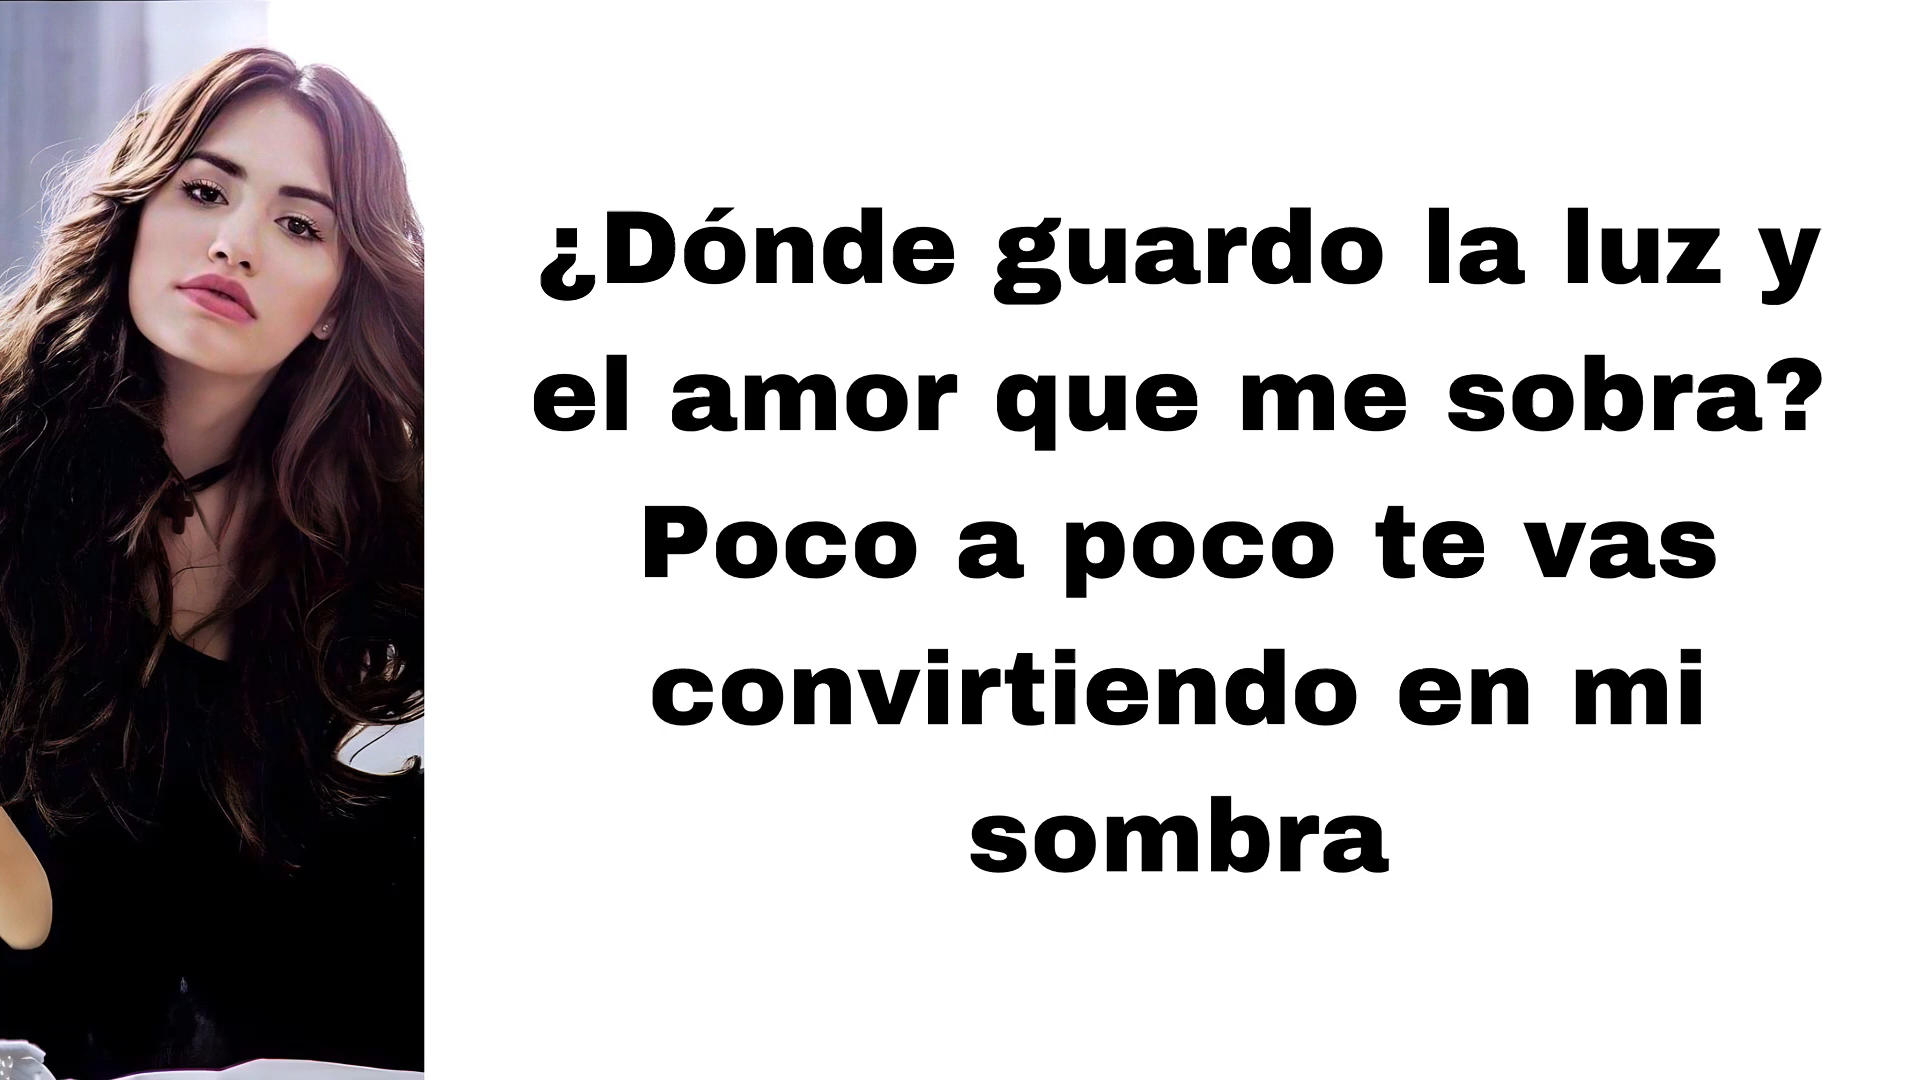 ¿Dónde guardo la luz y
el amor que me sobra?
Poco a poco te vas
convirtiendo en mi
sombra